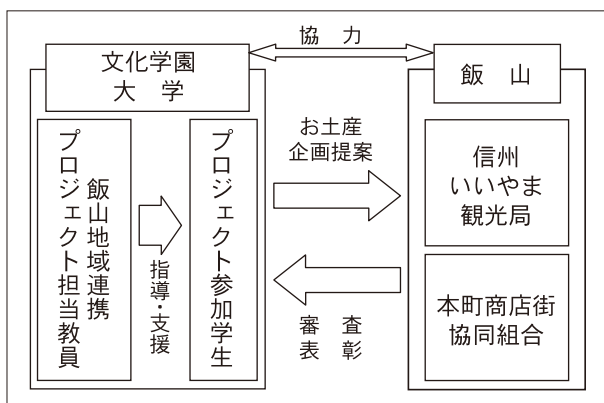 協 力
文化学園
大 学
飯 山
飯山地域連携
プロジェクト担当教員
指導・支援
プロジェクト参加学生
お土産
企画提案
審 査
表 彰
信州
いいやま
観光局
本町商店街
協同組合